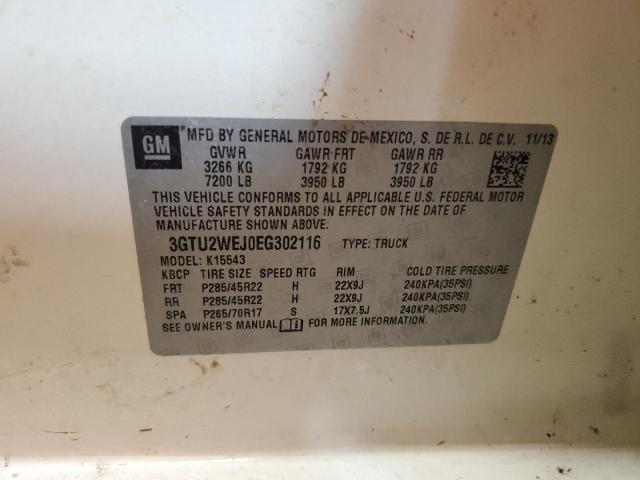 GM
MFD BY GENERAL MOTORS DE MEXICO, S. DE R.L. DE C.V. 11/13
GVWR GAWR FRT GAWR RR
3266 KG 1792 KG 1792 KG
7200 LB 3950 LB 3950 LB
THIS VEHICLE CONFORMS TO ALL APPLICABLE U.S. FEDERAL MOTOR
VEHICLE SAFETY STANDARDS IN EFFECT ON THE DATE OF
MANUFACTURE SHOWN ABOVE.
3GTU2WEJ0EG302116 TYPE: TRUCK
MODEL: K15543
KBCP TIRE SIZE SPEED RTG RIM COLD TIRE PRESSURE
FRT P285/45R22 H 22X9J 240KPA(35PSI)
RR P285/45R22 H 22X9J 240KPA(35PSI)
SPA P265/70R17 S 17X7.5J 240KPA(35PSI)
SEE OWNER'S MANUAL FOR MORE INFORMATION.